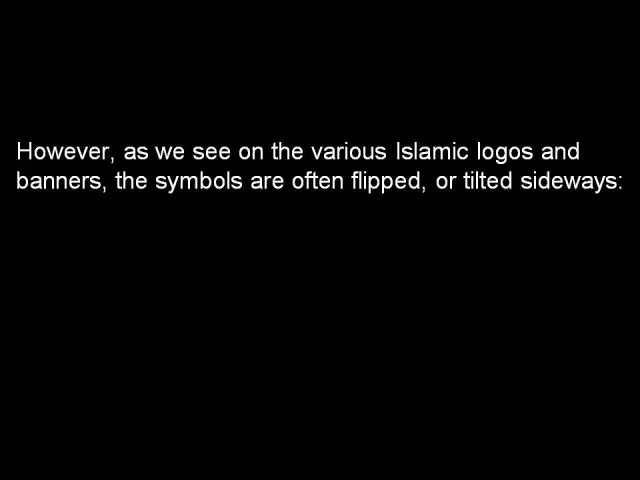 However, as we see on the various Islamic logos and
banners, the symbols are often flipped, or tilted sideways: